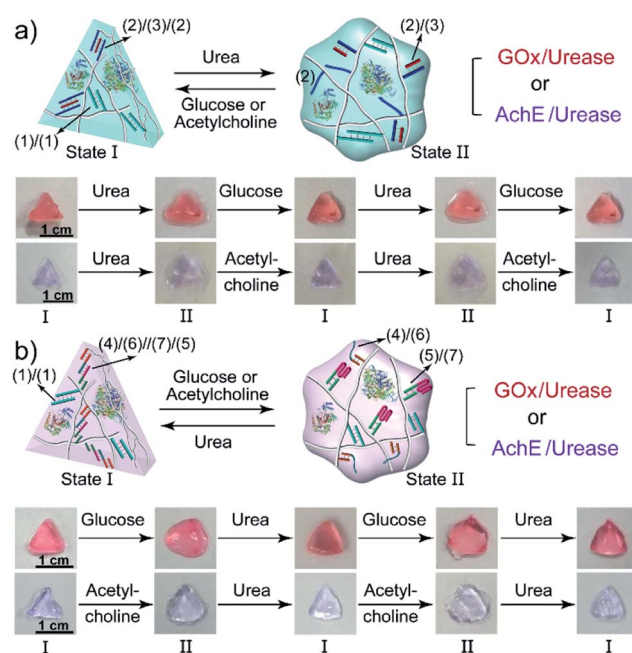 a)
(2)/(3)/(2)
(1)/(1)
State I
Urea
Glucose or
Acetylcholine
(2)/(3)
(2)
State II
GOx/Urease
or
AchE/Urease
Urea
Glucose
Urea
Glucose
1 cm
Urea
Acetyl-
choline
Urea
Acetyl-
choline
1 cm
I
II
I
II
I
b)
(4)/(6)//(7)/(5)
(1)/(1)
State I
Glucose or
Acetylcholine
Urea
(4)/(6)
(5)/(7)
State II
GOx/Urease
or
AchE/Urease
Glucose
Urea
Glucose
Urea
1 cm
Acetyl-
choline
Urea
Acetyl-
choline
Urea
1 cm
I
II
I
II
I